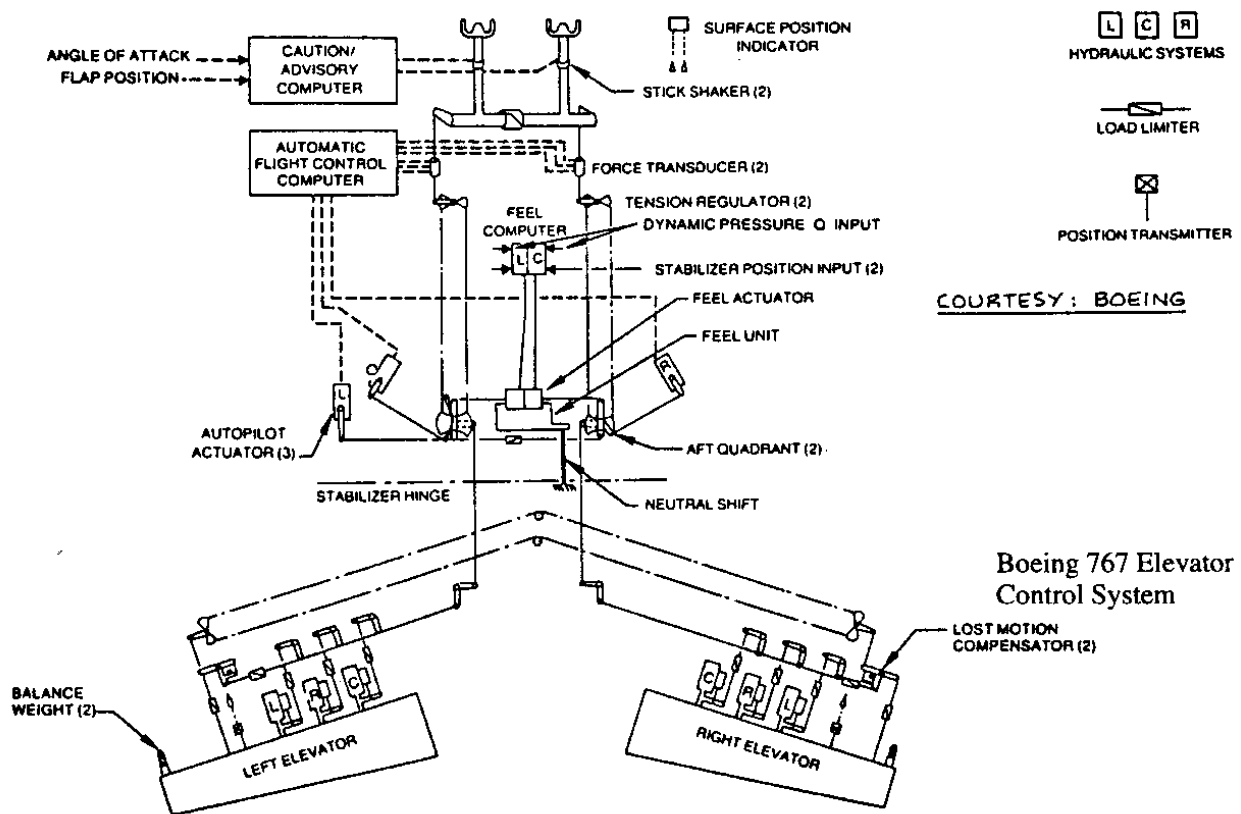 ANGLE OF ATTACK
FLAP POSITION
CAUTION/
ADVISORY
COMPUTER
SURFACE POSITION
INDICATOR
STICK SHAKER (2)
L C R
HYDRAULIC SYSTEMS
LOAD LIMITER
POSITION TRANSMITTER
COURTESY: BOEING
AUTOMATIC
FLIGHT CONTROL
COMPUTER
FORCE TRANSDUCER (2)
TENSION REGULATOR (2)
FEEL
COMPUTER
DYNAMIC PRESSURE Q INPUT
L C
STABILIZER POSITION INPUT (2)
FEEL ACTUATOR
FEEL UNIT
L
C
R
AUTOPILOT
ACTUATOR (3)
AFT QUADRANT (2)
STABILIZER HINGE
NEUTRAL SHIFT
Boeing 767 Elevator
Control System
LOST MOTION
COMPENSATOR (2)
BALANCE
WEIGHT (2)
L R C
C R L
LEFT ELEVATOR
RIGHT ELEVATOR